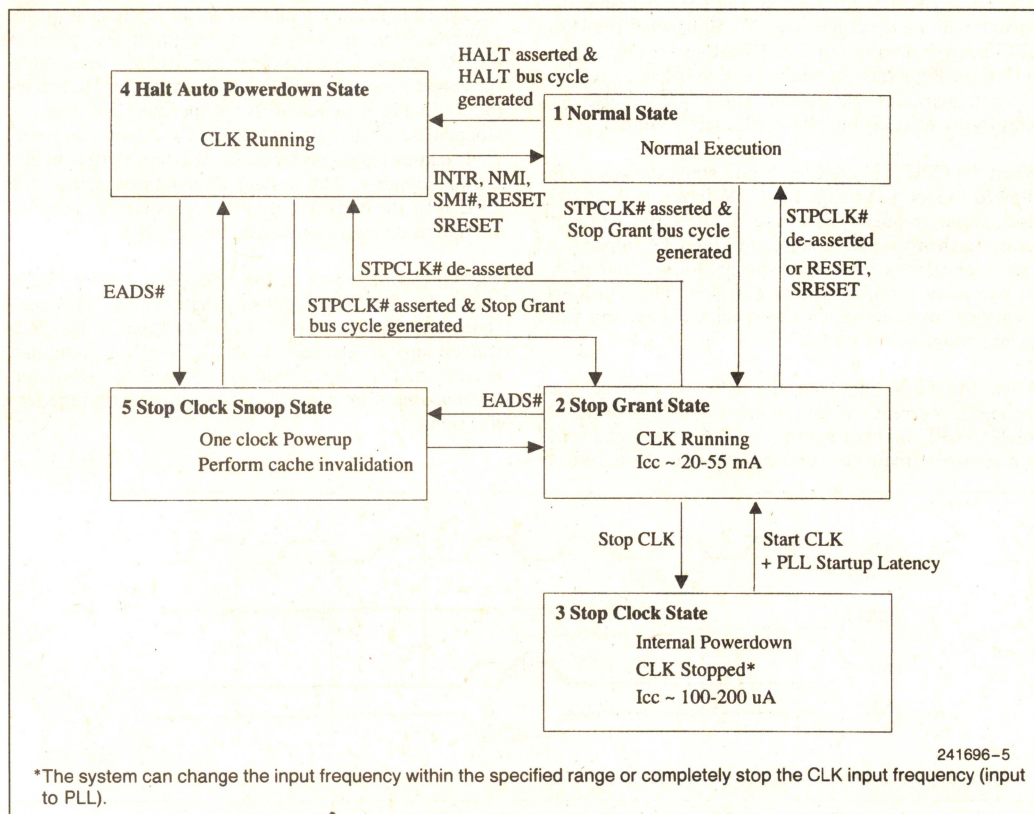 HALT asserted &
HALT bus cycle
generated
4 Halt Auto Powerdown State
CLK Running
1 Normal State
Normal Execution
INTR, NMI,
SMI#, RESET
SRESET
STPCLK# asserted &
Stop Grant bus cycle
generated
STPCLK#
de-asserted
or RESET,
SRESET
STPCLK# de-asserted
EADS#
STPCLK# asserted & Stop Grant
bus cycle generated
5 Stop Clock Snoop State
One clock Powerup
Perform cache invalidation
EADS#
2 Stop Grant State
CLK Running
Icc ~ 20-55 mA
Stop CLK
Start CLK
+ PLL Startup Latency
3 Stop Clock State
Internal Powerdown
CLK Stopped*
Icc ~ 100-200 uA
241696-5
*The system can change the input frequency within the specified range or completely stop the CLK input frequency (input
to PLL).